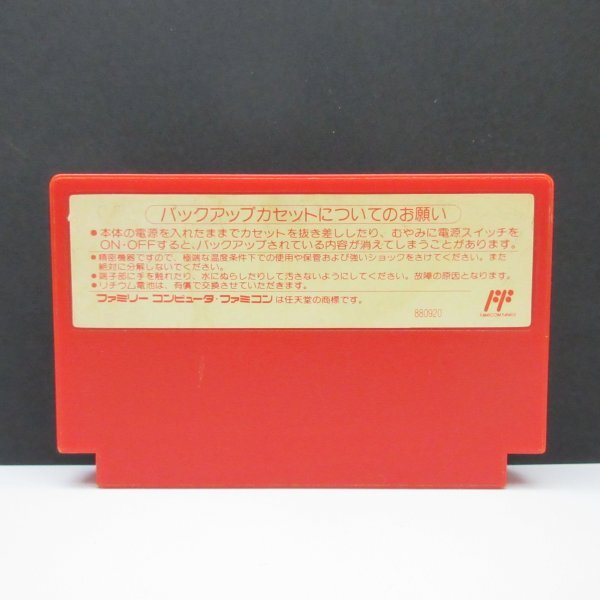 バックアップカセットについてのお願い
●本体の電源を入れたままでカセットを抜き差ししたり、むやみに電源スイッチを
ON・OFFすると、バックアップされている内容が消えてしまうことがあります。
●精密機器ですので、極端な温度条件下での使用や保管および強いショックをさけてください。また
絶対に分解しないでください。
●端子部に手を触れたり、水にぬらしたりして汚さないようにしてください。故障の原因となります。
●リチウム電池は、有償で交換させていただきます。
ファミリー コンピュータ・ファミコンは任天堂の商標です。
880920